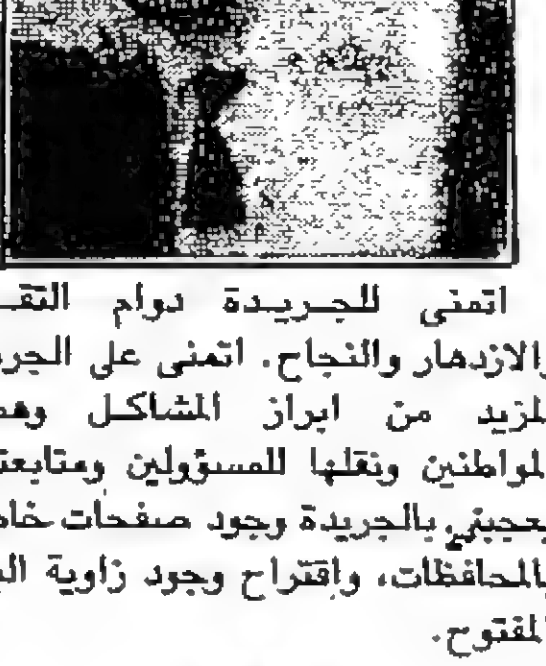 اتمنى للجريدة دوام
والازدهار والنجاح. اتمنى على
المزيد من ابراز المشاكل
المواطنين ونقلها للمسؤولين
يعجبني بالجريدة وجود صفحات
بالمحافظات، واقتراح وجود زاوية
المفتوح.